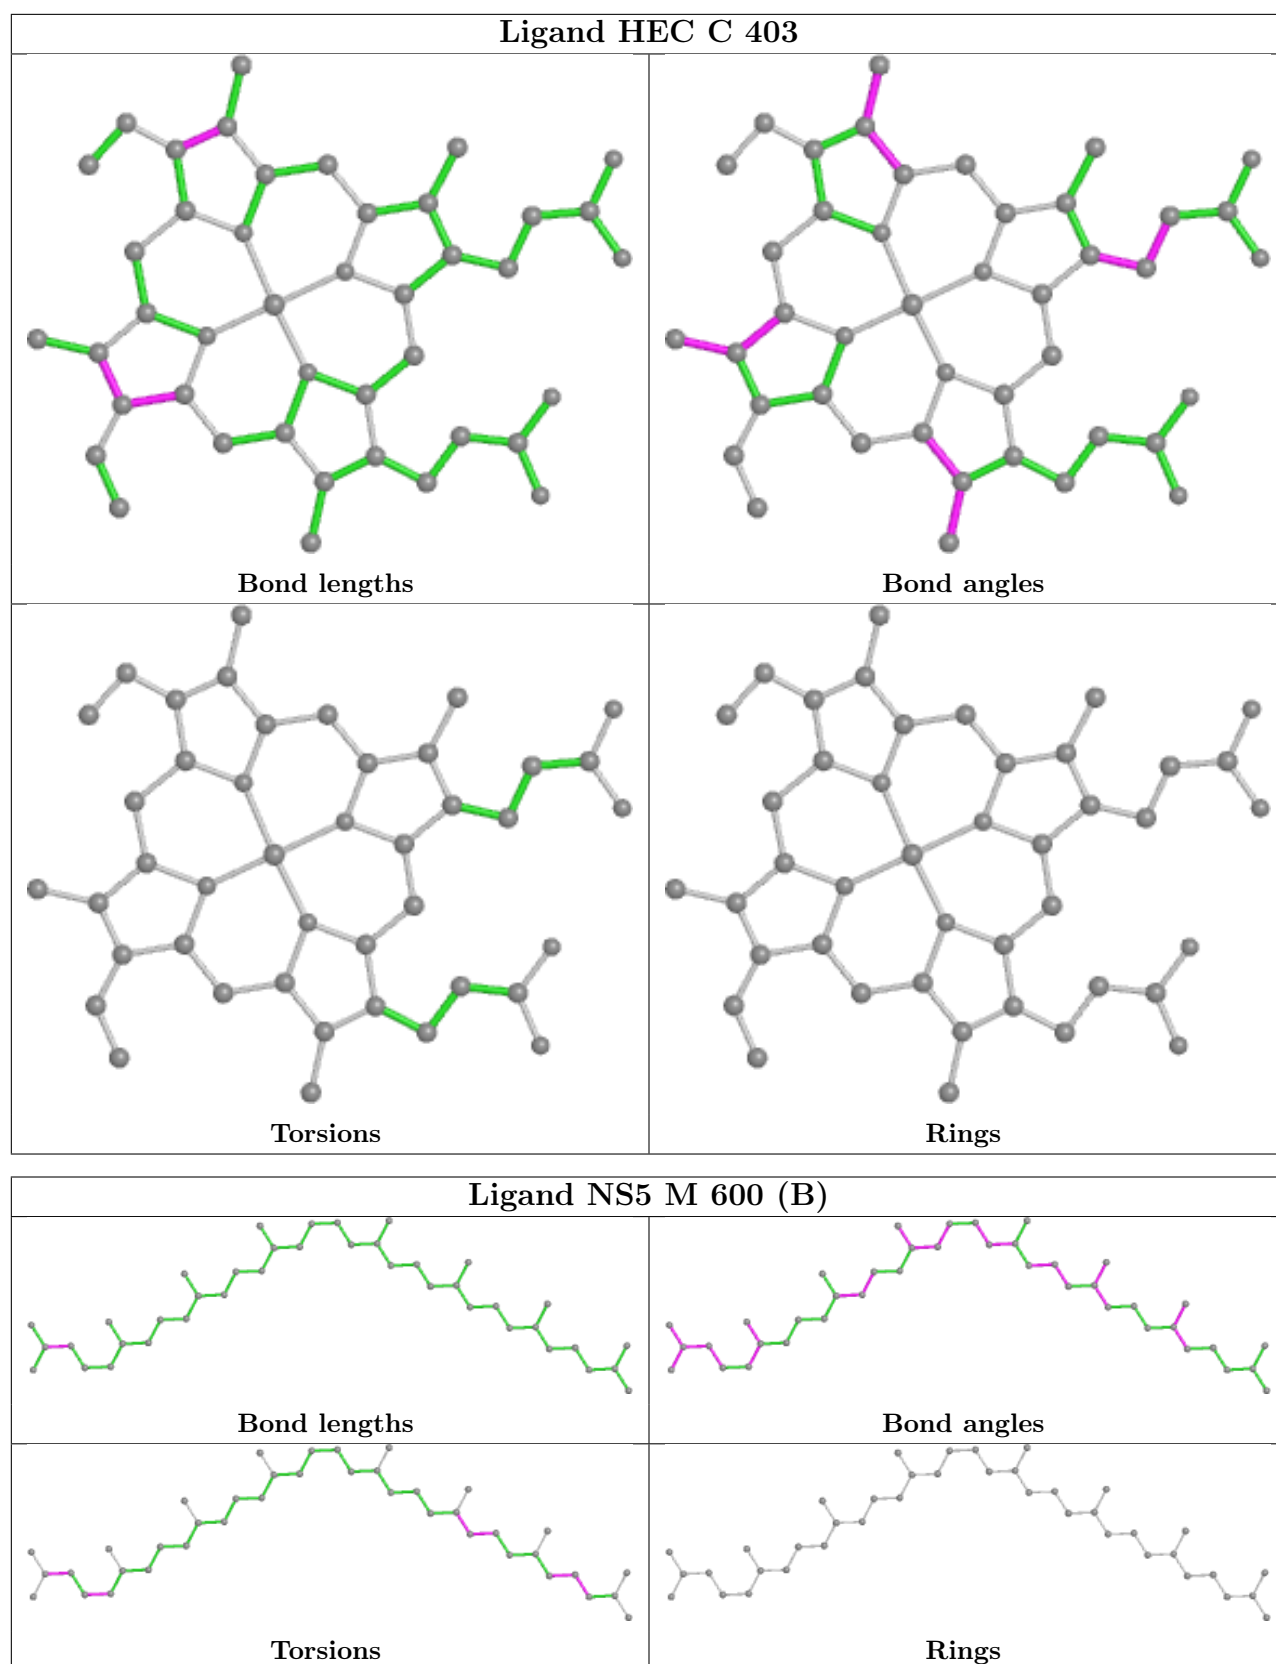 Ligand HEC C 403
Bond lengths
Bond angles
Torsions
Rings
Ligand NS5 M 600 (B)
Bond lengths
Bond angles
Torsions
Rings